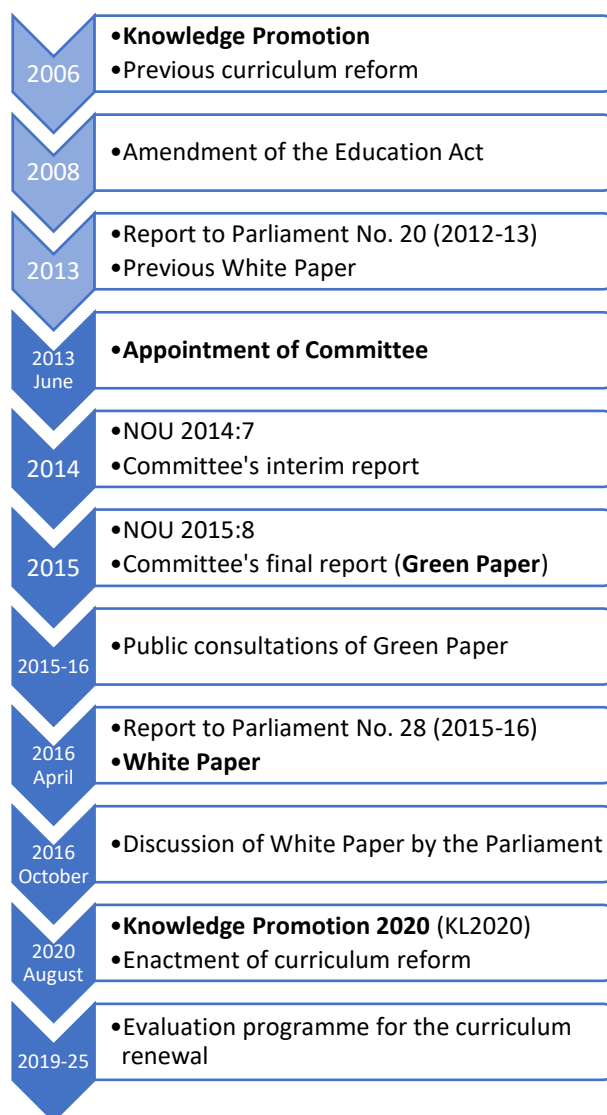 2006
•Knowledge Promotion
•Previous curriculum reform
2008
•Amendment of the Education Act
2013
•Report to Parliament No. 20 (2012-13)
•Previous White Paper
2013
June
•Appointment of Committee
2014
•NOU 2014:7
•Committee's interim report
2015
•NOU 2015:8
•Committee's final report (Green Paper)
2015-16
•Public consultations of Green Paper
2016
April
•Report to Parliament No. 28 (2015-16)
•White Paper
2016
October
•Discussion of White Paper by the Parliament
2020
August
•Knowledge Promotion 2020 (KL2020)
•Enactment of curriculum reform
2019-25
•Evaluation programme for the curriculum
renewal